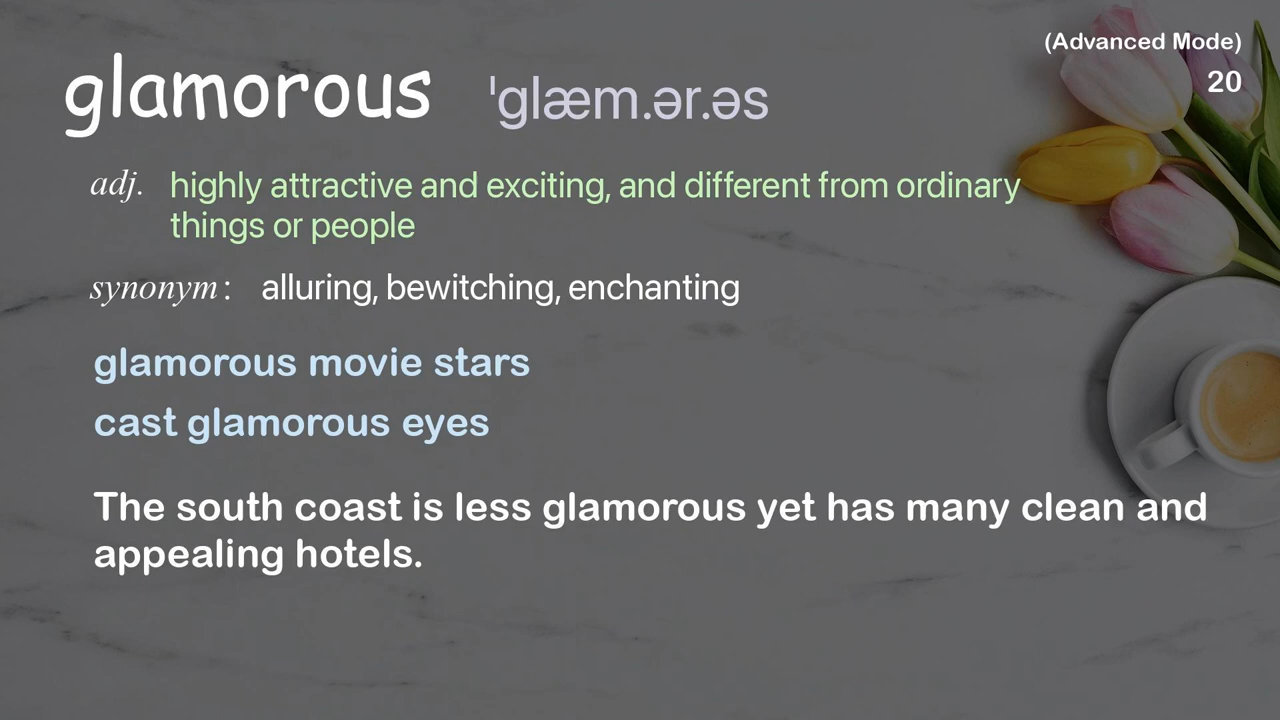 (Advanced Mode)
20
glamorous ˈglæm.ər.əs
adj. highly attractive and exciting, and different from ordinary
things or people
synonym: alluring, bewitching, enchanting
glamorous movie stars
cast glamorous eyes
The south coast is less glamorous yet has many clean and
appealing hotels.